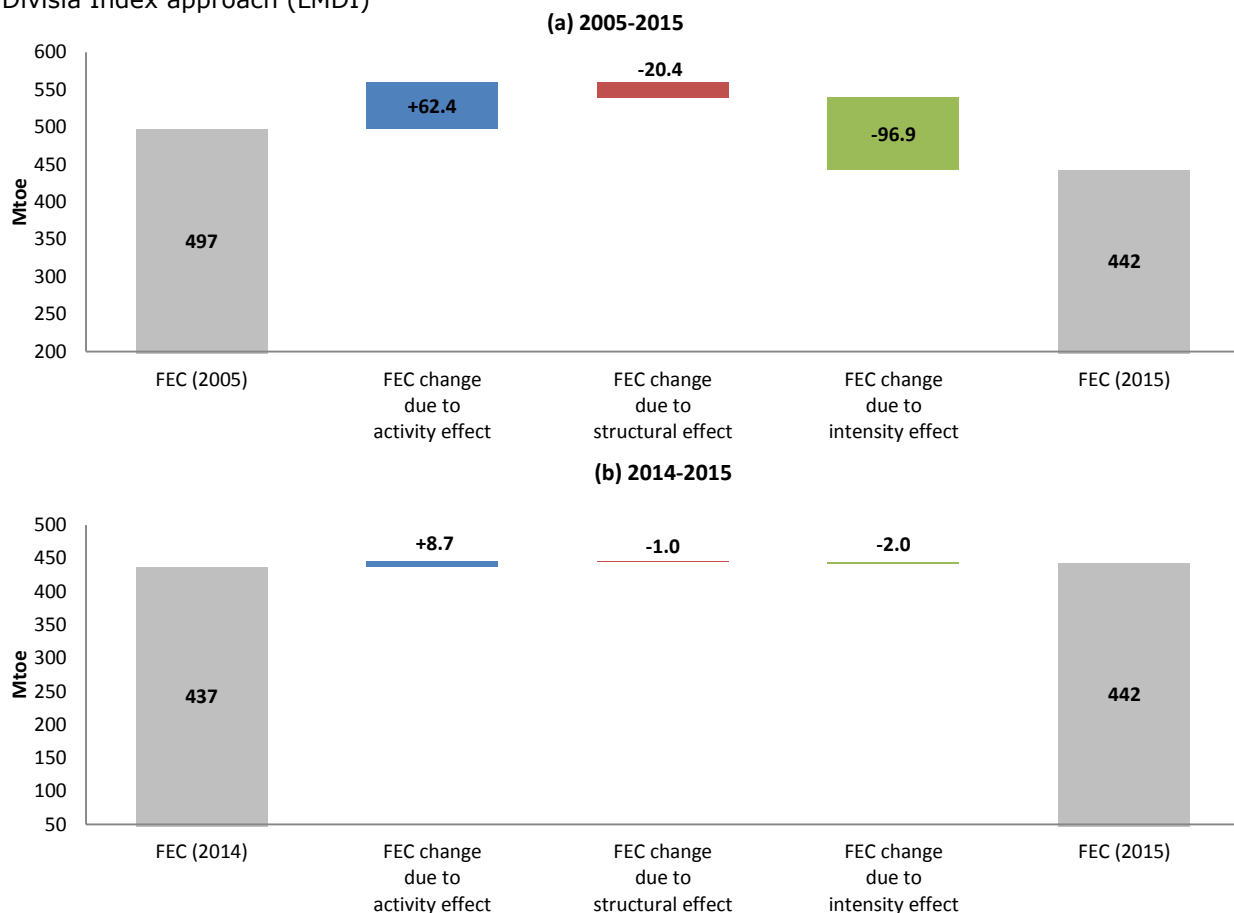 Divisia Index approach (LMDI)
(a) 2005-2015
600
550
500
450
400
350
300
250
200
Mtoe
497
+62.4
-20.4
-96.9
442
FEC (2005)
FEC change
due to
activity effect
FEC change
due to
structural effect
FEC change
due to
intensity effect
FEC (2015)
(b) 2014-2015
500
450
400
350
300
250
200
150
100
50
Mtoe
437
+8.7
-1.0
-2.0
442
FEC (2014)
FEC change
due to
activity effect
FEC change
due to
structural effect
FEC change
due to
intensity effect
FEC (2015)